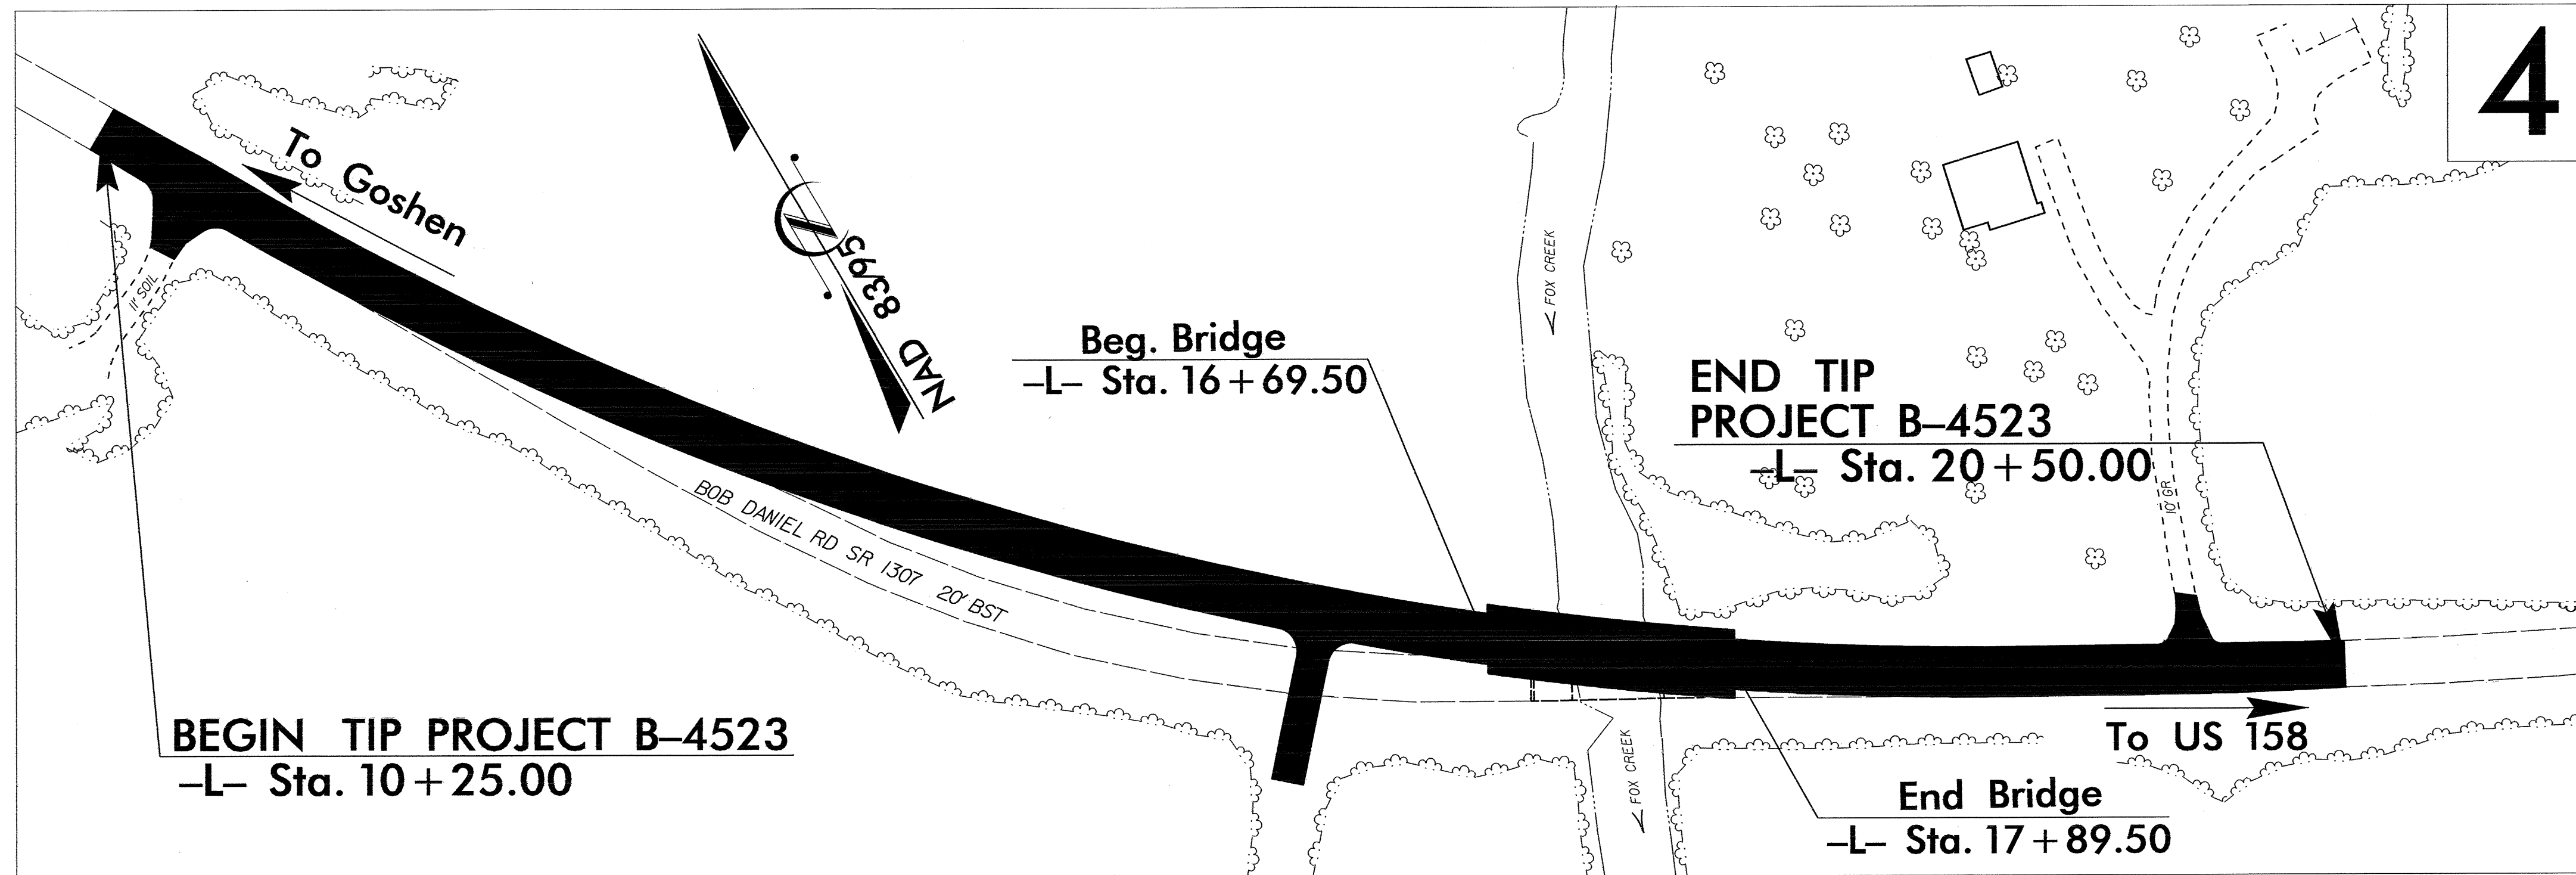 4
To Goshen
NAD 83/95
11' SOIL
FOX CREEK
Beg. Bridge
-L- Sta. 16+69.50
END TIP
PROJECT B-4523
-L- Sta. 20+50.00
10' GR
BOB DANIEL RD SR 1307 20' BST
BEGIN TIP PROJECT B-4523
-L- Sta. 10+25.00
FOX CREEK
To US 158
End Bridge
-L- Sta. 17+89.50